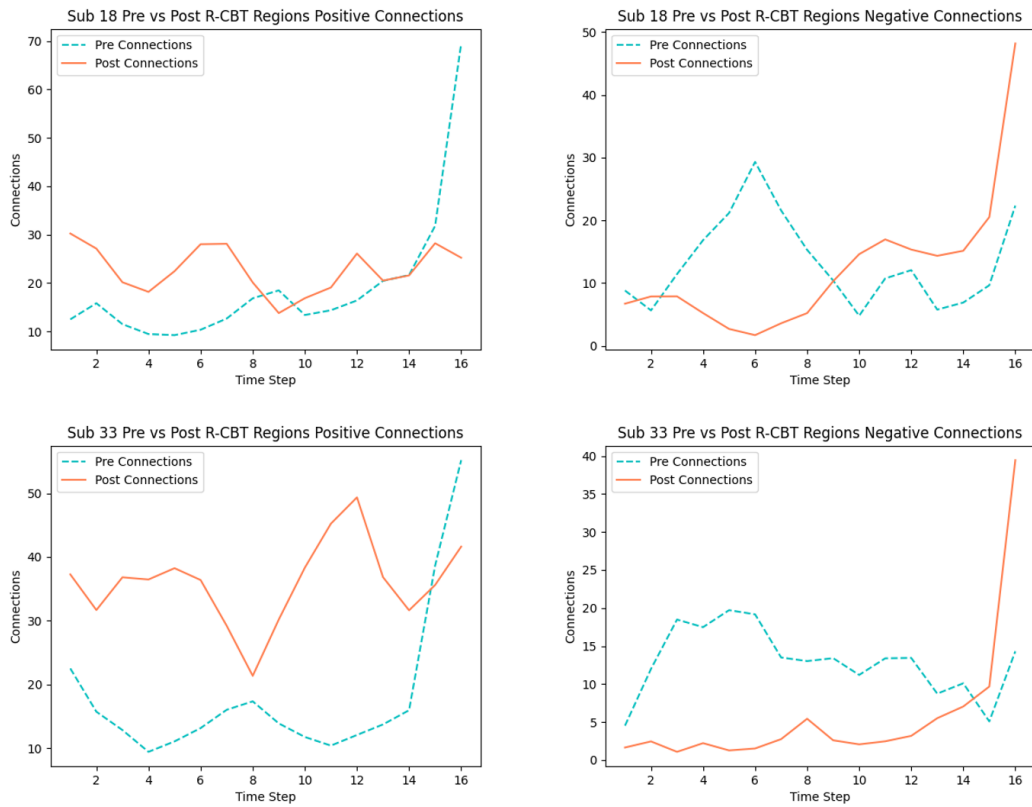 Sub 18 Pre vs Post R-CBT Regions Positive Connections
Pre Connections
Post Connections
70
60
50
40
30
20
10
Connections
2 4 6 8 10 12 14 16
Time Step
Sub 18 Pre vs Post R-CBT Regions Negative Connections
Pre Connections
Post Connections
50
40
30
20
10
0
Connections
2 4 6 8 10 12 14 16
Time Step
Sub 33 Pre vs Post R-CBT Regions Positive Connections
Pre Connections
Post Connections
50
40
30
20
10
Connections
2 4 6 8 10 12 14 16
Time Step
Sub 33 Pre vs Post R-CBT Regions Negative Connections
Pre Connections
Post Connections
40
35
30
25
20
15
10
5
0
Connections
2 4 6 8 10 12 14 16
Time Step